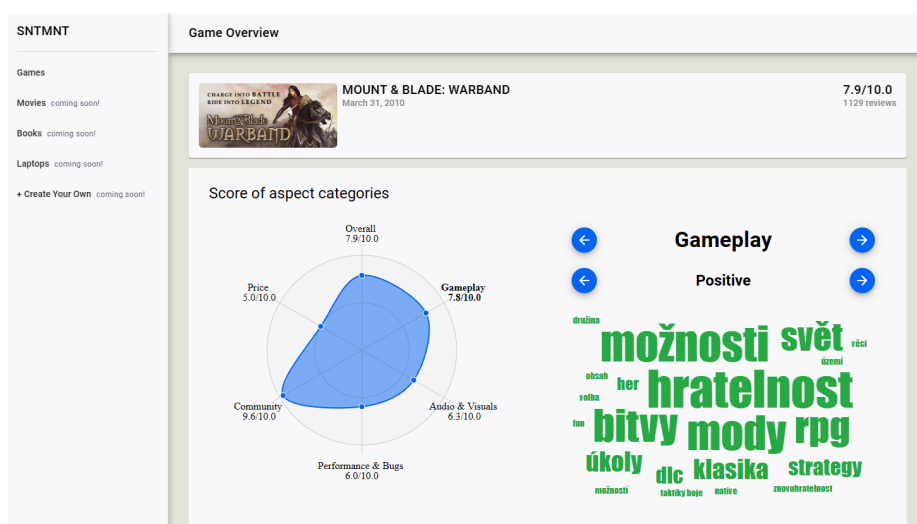 SNTMNT
Games
Movies coming soon!
Books coming soon!
Laptops coming soon!
+ Create Your Own coming soon!
Game Overview
CHARGE INTO BATTLE
RIDE INTO LEGEND
Mount&Blade
WARBAND
MOUNT & BLADE: WARBAND
March 31, 2010
7.9/10.0
1129 reviews
Score of aspect categories
Overall
7.9/10.0
Price
5.0/10.0
Gameplay
7.8/10.0
Community
9.6/10.0
Audio & Visuals
6.3/10.0
Performance & Bugs
6.0/10.0
Gameplay
Positive
družina
možnosti
svět
věci
území
obsah
her
hratelnost
volba
fun
bitvy
mody
rpg
úkoly
dlc
klasika
strategy
možností
taktiky boje
native
znovuhratelnost